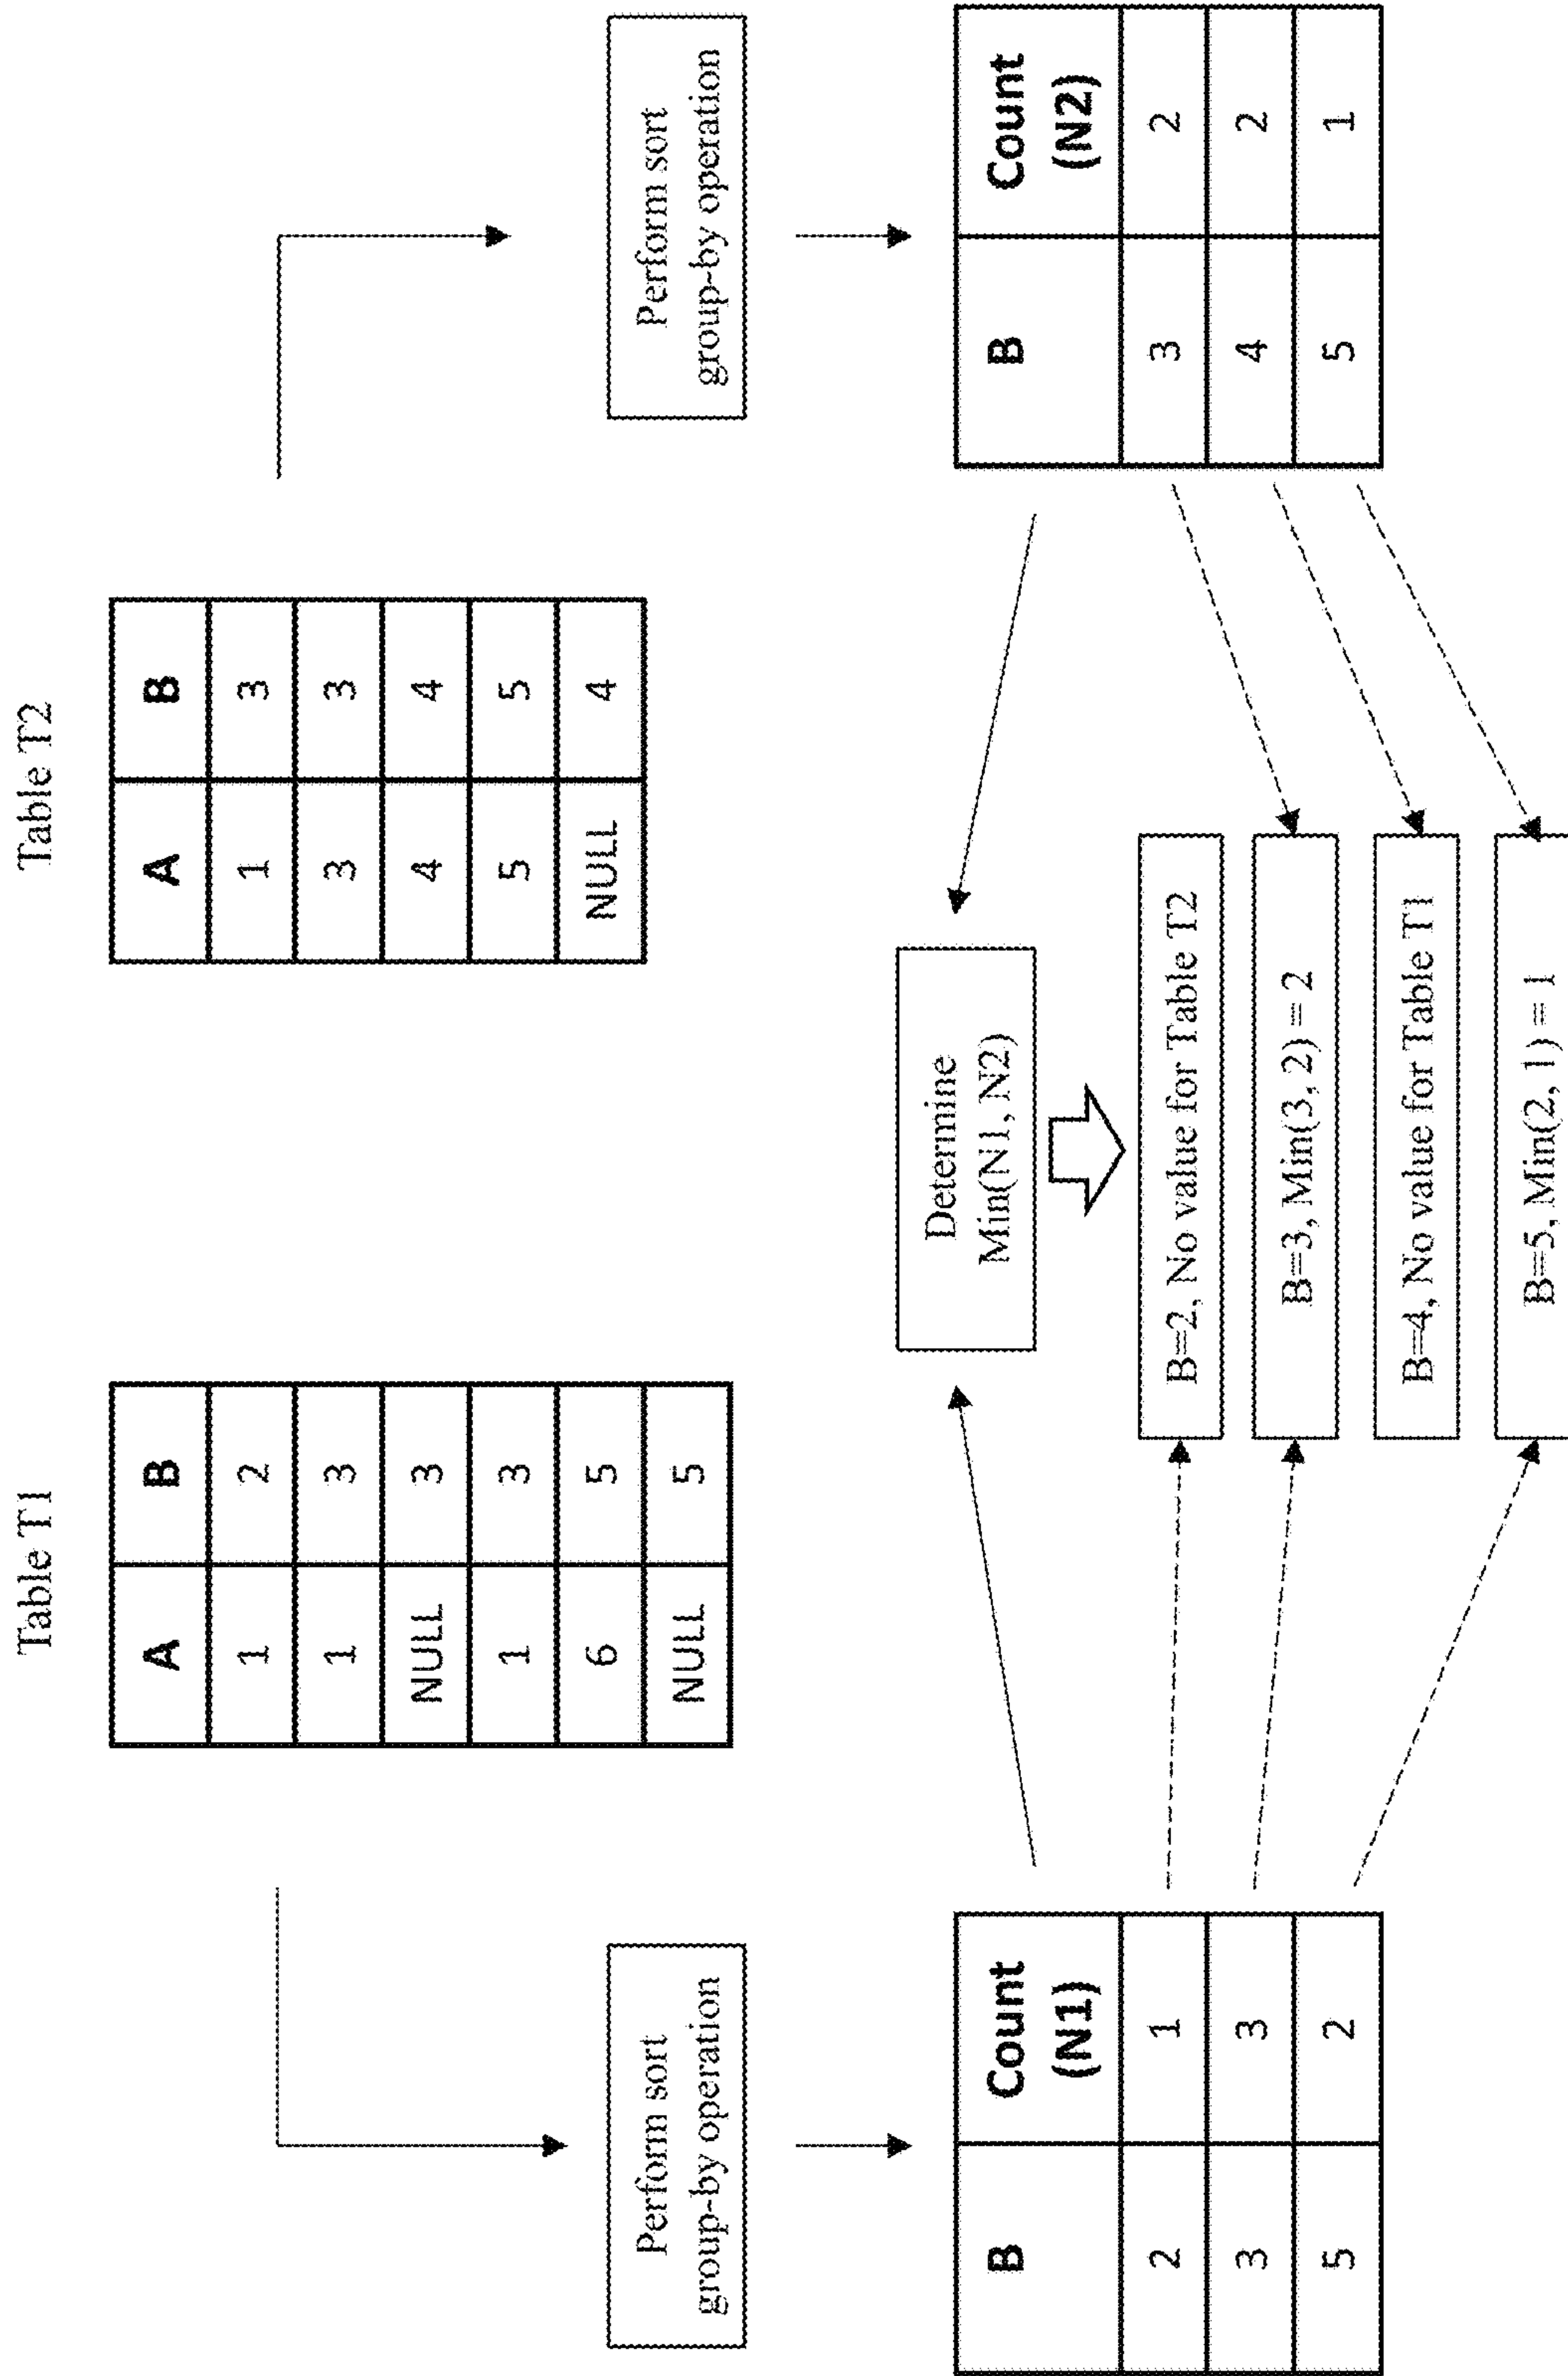 Table T1
A B
1 2
1 3
NULL 3
1 3
6 5
NULL 5
Table T2
A B
1 3
3 3
4 4
5 5
NULL 4
Perform sort
group-by operation
Perform sort
group-by operation
B Count
(N1)
2 1
3 3
5 2
Determine
Min(N1, N2)
B=2, No value for Table T2
B=3, Min(3, 2) = 2
B=4, No value for Table T1
B=5, Min(2, 1) = 1
B Count
(N2)
3 2
4 2
5 1